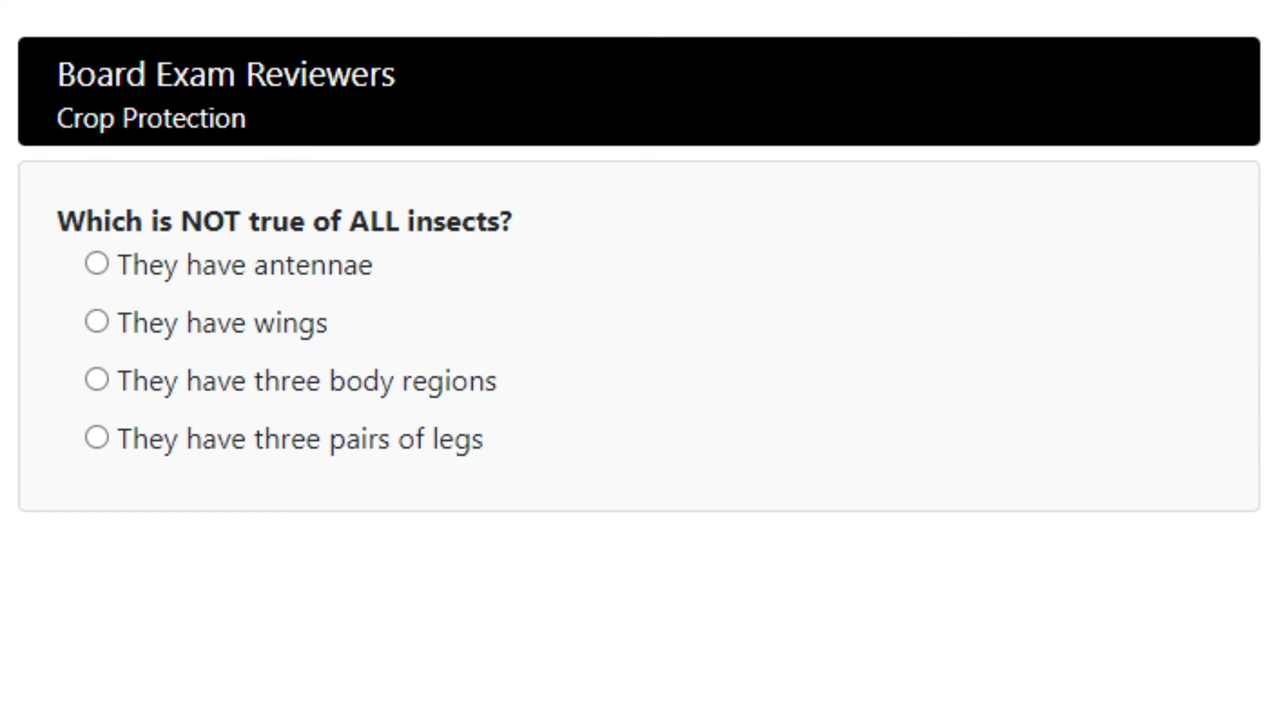 Board Exam Reviewers
Crop Protection
Which is NOT true of ALL insects?
They have antennae
They have wings
They have three body regions
They have three pairs of legs